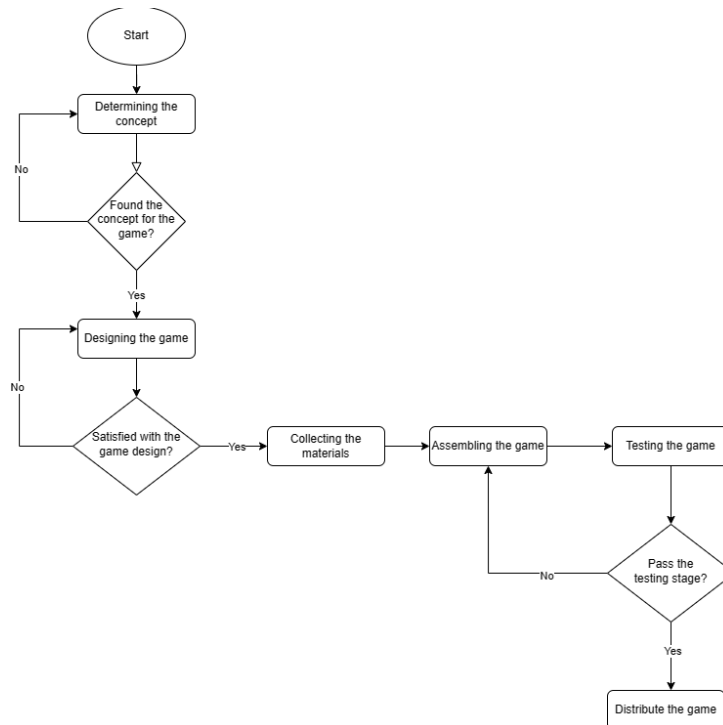 Start
Determining the
concept
No
Found the
concept for the
game?
Yes
Designing the game
No
Satisfied with the
game design?
Yes
Collecting the
materials
Assembling the game
Testing the game
No
Pass the
testing stage?
Yes
Distribute the game